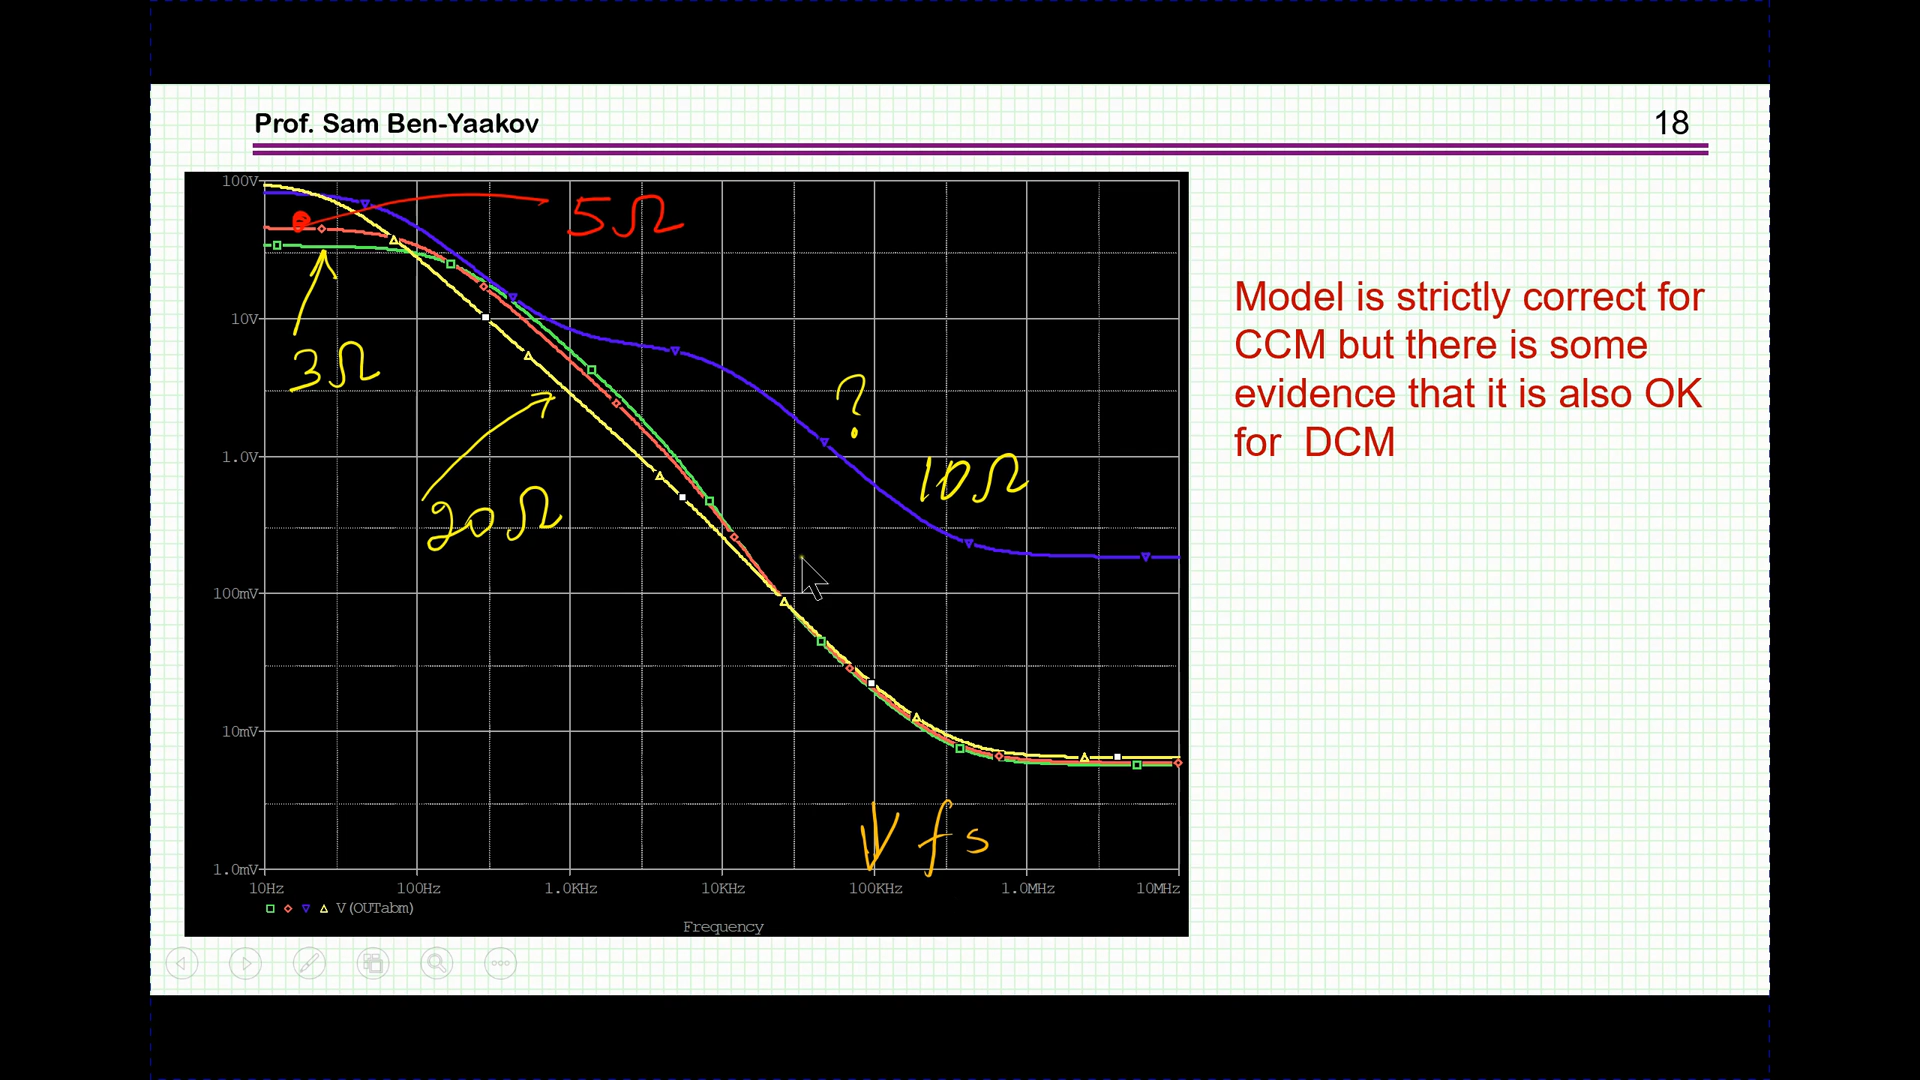 Prof. Sam Ben-Yaakov
18
100V
5Ω
10V
3Ω
?
1.0V
10Ω
20Ω
100mV
10mV
fs
1.0mV
10Hz 100Hz 1.0KHz 10KHz 100KHz 1.0MHz 10MHz
V(OUTabm)
Frequency
Model is strictly correct for
CCM but there is some
evidence that it is also OK
for DCM